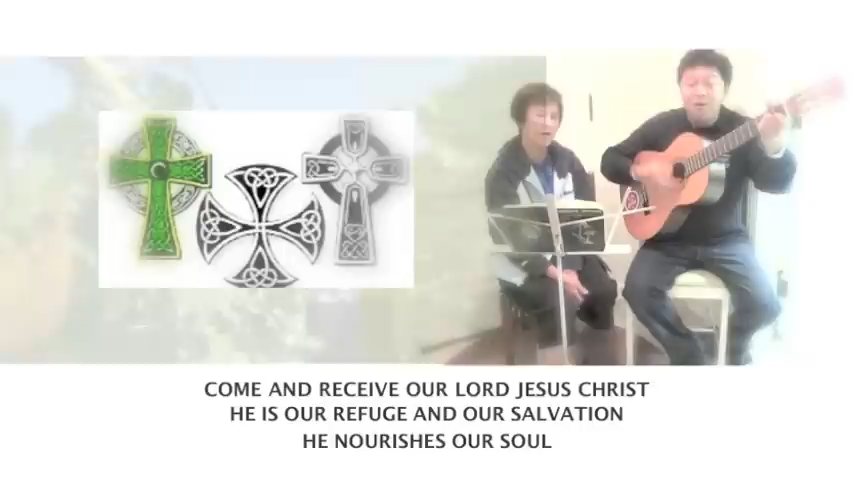 COME AND RECEIVE OUR LORD JESUS CHRIST
HE IS OUR REFUGE AND OUR SALVATION
HE NOURISHES OUR SOUL